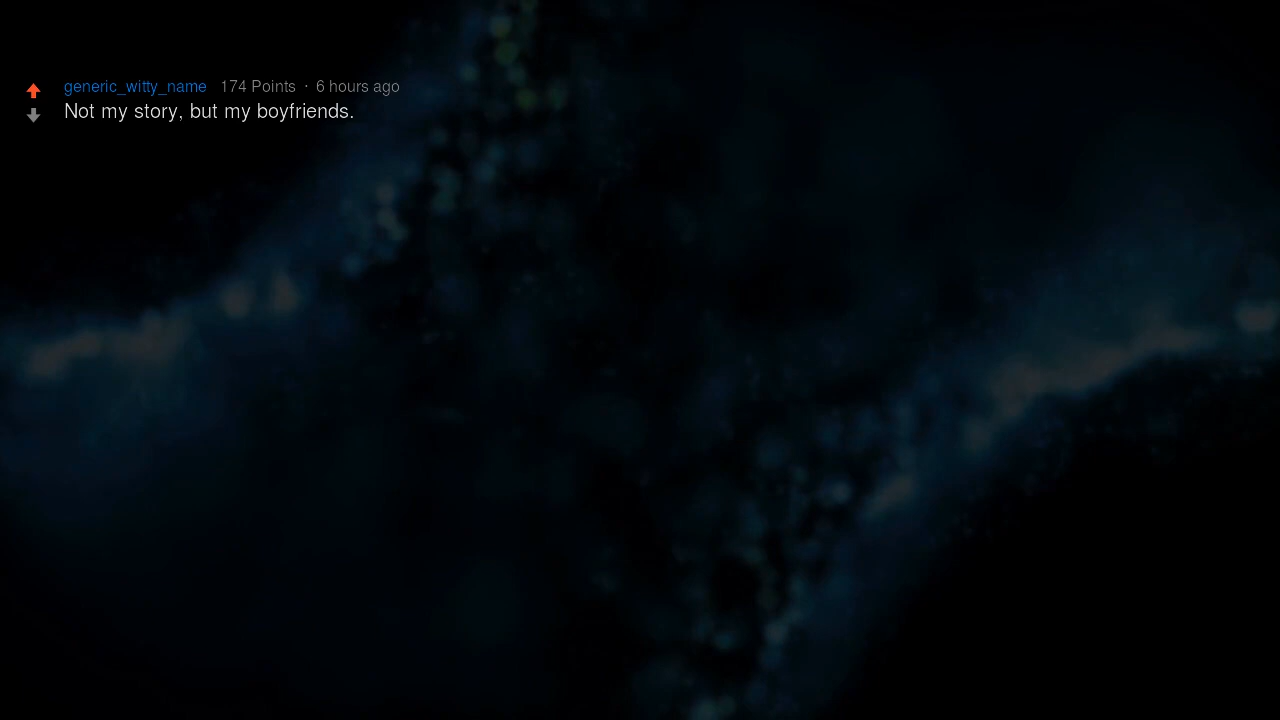 generic_witty_name 174 Points · 6 hours ago
Not my story, but my boyfriends.